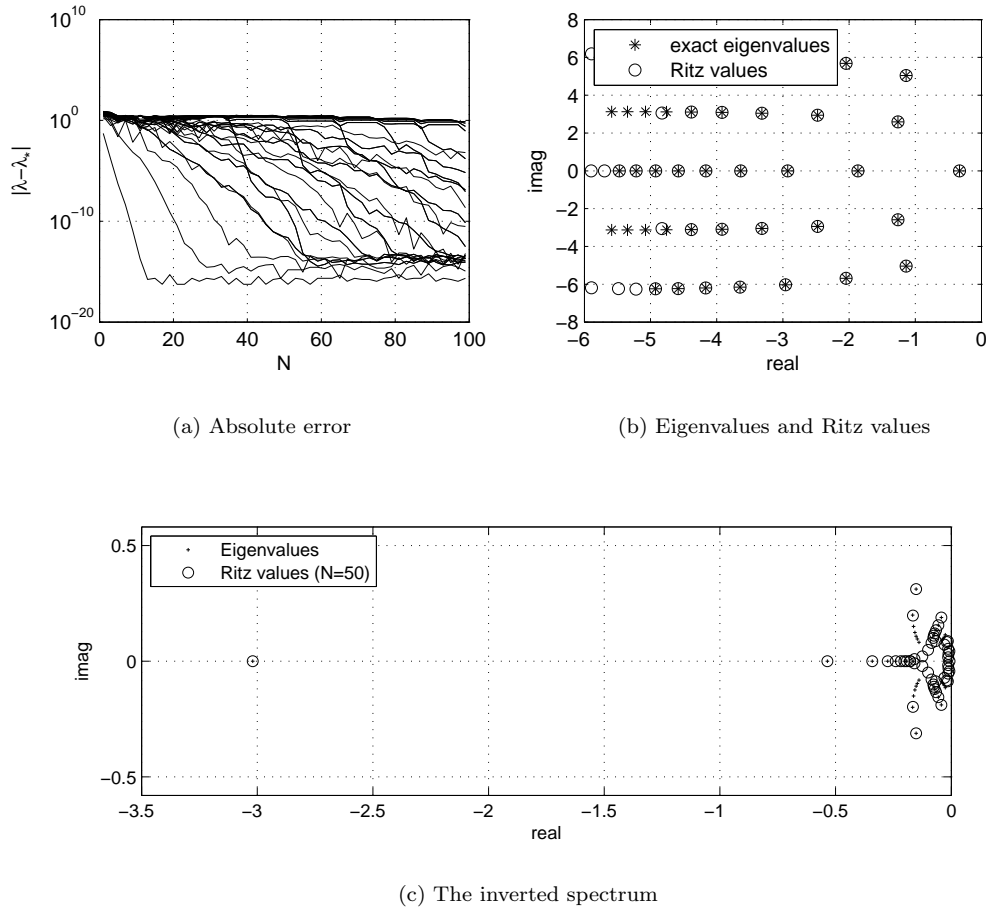 10^10
10^0
10^−10
10^−20
|λ−λ*|
0
20
40
60
80
100
N
8
6
4
2
0
−2
−4
−6
−8
imag
exact eigenvalues
Ritz values
−6
−5
−4
−3
−2
−1
0
real
(a) Absolute error
(b) Eigenvalues and Ritz values
0.5
0
−0.5
imag
Eigenvalues
Ritz values (N=50)
−3.5
−3
−2.5
−2
−1.5
−1
−0.5
0
real
(c) The inverted spectrum